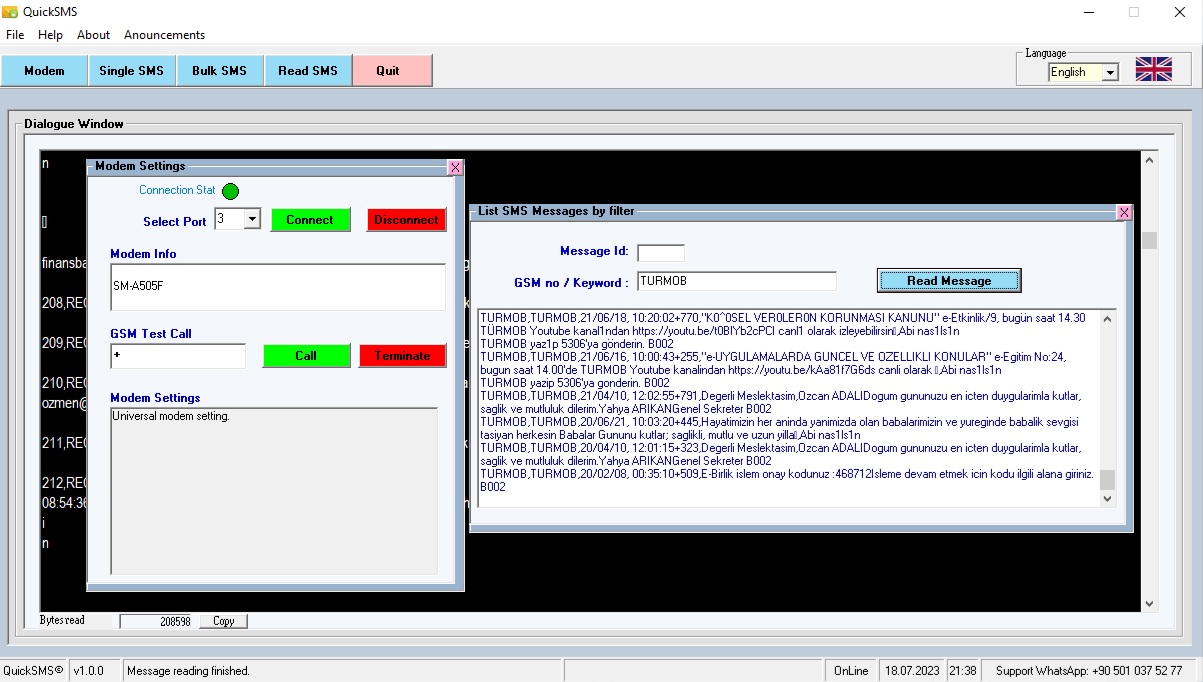 QuickSMS
File Help About Anouncements
Modem Single SMS Bulk SMS Read SMS Quit
Language
English
Dialogue Window
n
Modem Settings X
Connection Stat
Select Port 3 Connect Disconnect
Modem Info
SM-A505F
GSM Test Call
+ Call Terminate
Modem Settings
Universal modem setting.
finansba
208,REC
209,REC
210,REC
ozmen@
211,REC
212,REC
08:54:36
i
n
List SMS Messages by filter X
Message Id:
GSM no / Keyword : TURMOB Read Message
TURMOB,TURMOB,21/06/18, 10:20:02+770,"K0^0SEL VER0LER0N KORUNMASI KANUNU" e-Etkinlik/9, bugün saat 14.30
TÜRMOB Youtube kanal1ndan https://youtu.be/t0BIYb2cPCI canl1 olarak izleyebilirsin▯,Abi nas1ls1n
TURMOB yaz1p 5306'ya gönderin. B002
TURMOB,TURMOB,21/06/16, 10:00:43+255,"e-UYGULAMALARDA GUNCEL VE OZELLIKLI KONULAR" e-Egitim No:24,
bugun saat 14.00'de TURMOB Youtube kanalindan https://youtu.be/kAa81f7G6ds canli olarak ▯,Abi nas1ls1n
TURMOB yazip 5306'ya gonderin. B002
TURMOB,TURMOB,21/04/10, 12:02:55+791,Degerli Meslektasim,Ozcan ADALIDogum gununuzu en icten duygularimla kutlar,
saglik ve mutluluk dilerim.Yahya ARIKANGenel Sekreter B002
TURMOB,TURMOB,20/06/21, 10:03:20+445,Hayatimizin her aninda yanimizda olan babalarimizin ve yureginde babalik sevgisi
tasiyan herkesin Babalar Gununu kutlar; saglikli, mutlu ve uzun yilla▯,Abi nas1ls1n
TURMOB,TURMOB,20/04/10, 12:01:15+323,Degerli Meslektasim,Ozcan ADALIDogum gununuzu en icten duygularimla kutlar,
saglik ve mutluluk dilerim.Yahya ARIKANGenel Sekreter B002
TURMOB,TURMOB,20/02/08, 00:35:10+509,E-Birlik islem onay kodunuz :468712Isleme devam etmek icin kodu ilgili alana giriniz.
B002
Bytes read 208598 Copy
QuickSMS® v1.0.0 Message reading finished. OnLine 18.07.2023 21:38 Support WhatsApp: +90 501 037 52 77